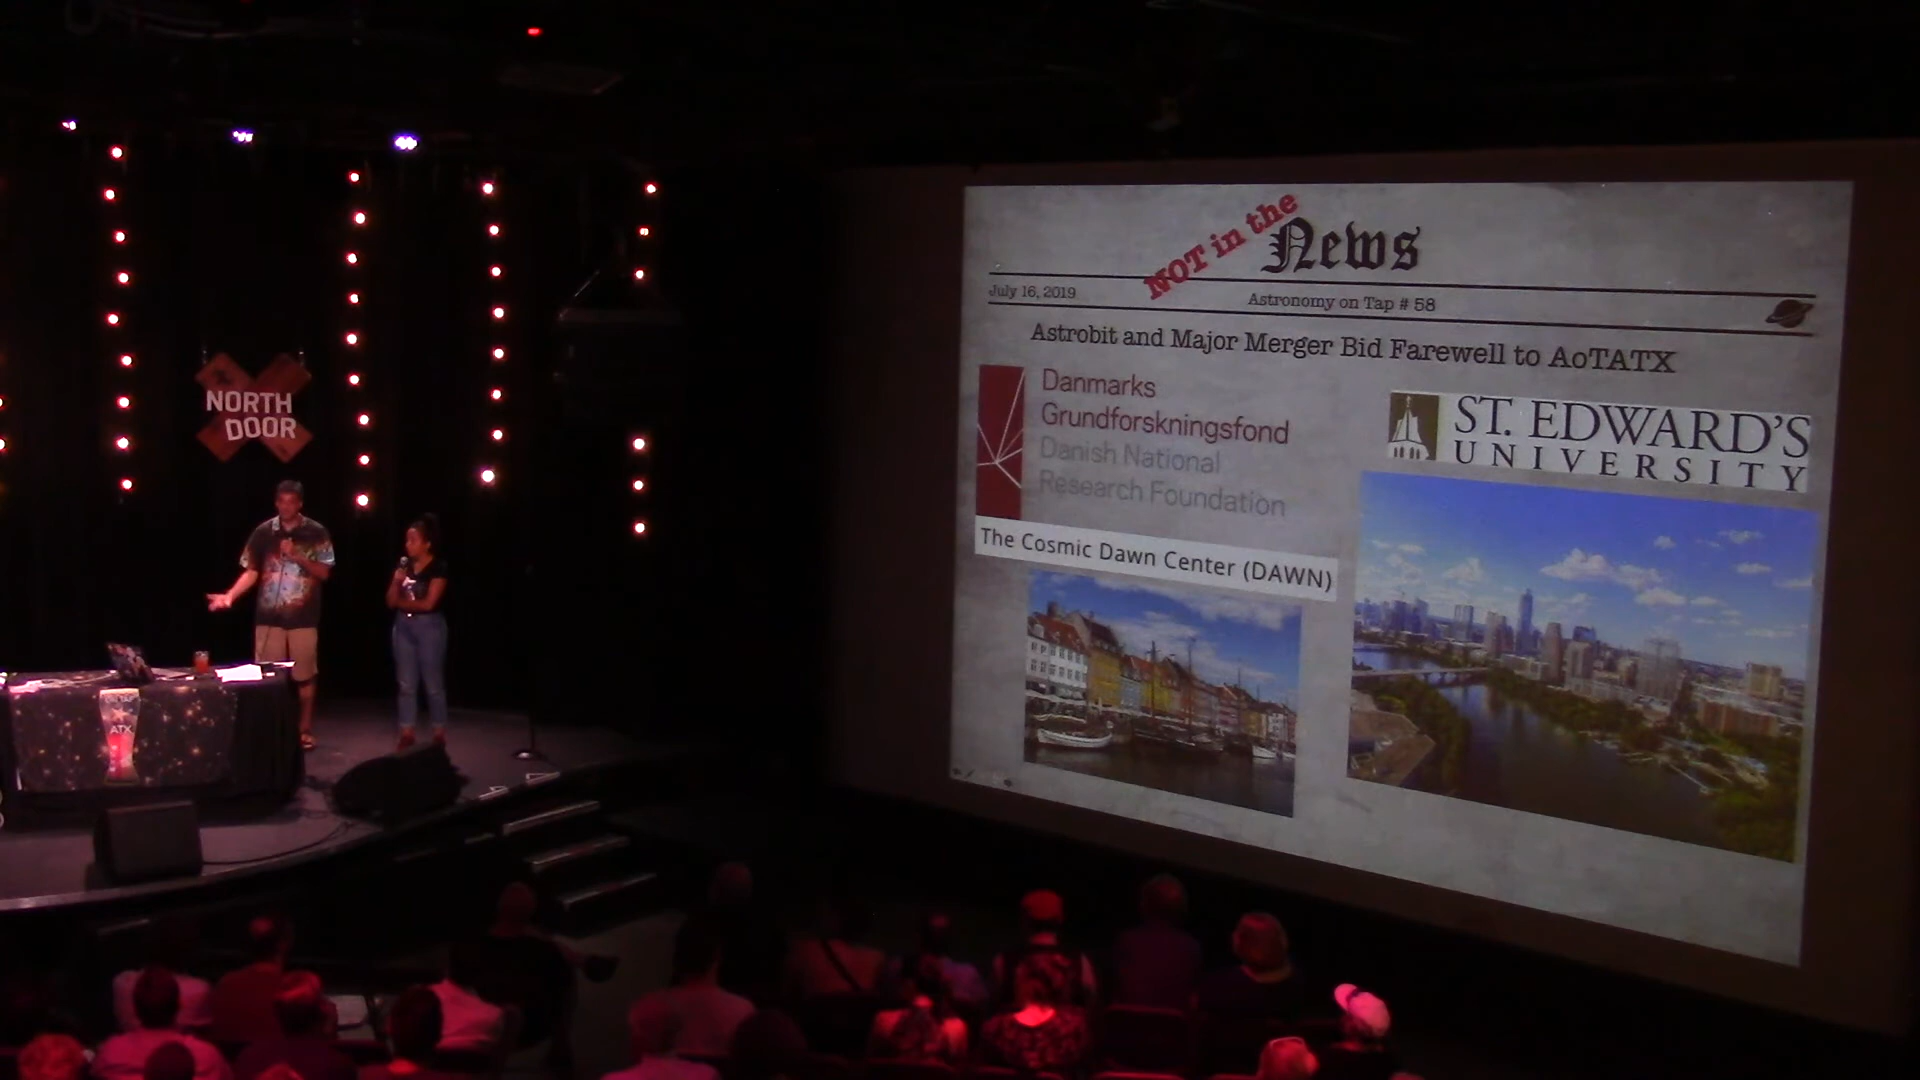 NORTH
DOOR
ATX
NOT in the
News
July 16, 2019
Astronomy on Tap # 58
Astrobit and Major Merger Bid Farewell to AoTATX
Danmarks
Grundforskningsfond
Danish National
Research Foundation
The Cosmic Dawn Center (DAWN)
ST. EDWARD'S
UNIVERSITY